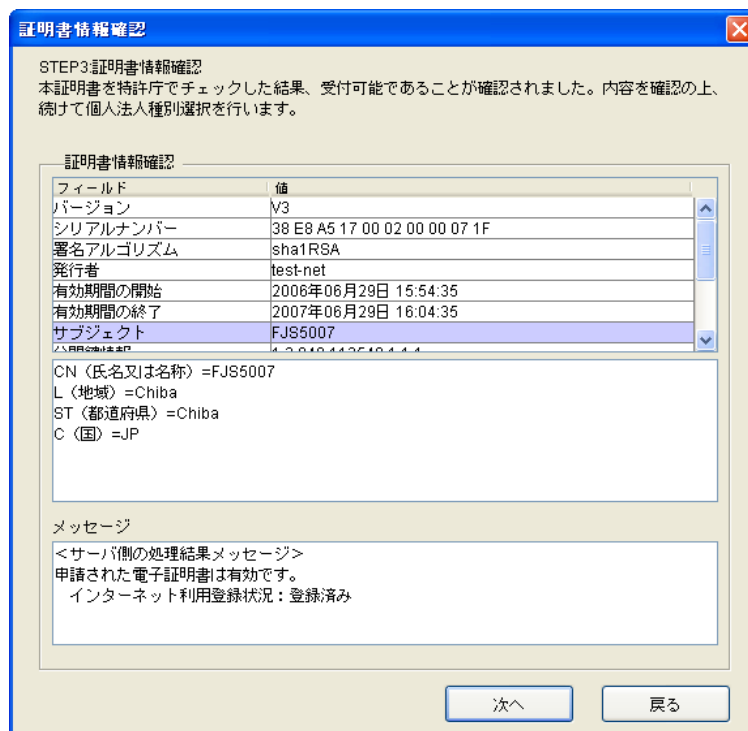 証明書情報確認
STEP3:証明書情報確認
本証明書を特許庁でチェックした結果、受付可能であることが確認されました。内容を確認の上、
続けて個人法人種別選択を行います。
証明書情報確認
フィールド 値
バージョン V3
シリアルナンバー 38 E8 A5 17 00 02 00 00 07 1F
署名アルゴリズム sha1RSA
発行者 test-net
有効期間の開始 2006年06月29日 15:54:35
有効期間の終了 2007年06月29日 16:04:35
サブジェクト FJS5007
公開鍵情報 1.2.840.113549.1.1.1
CN（氏名又は名称）=FJS5007
L（地域）=Chiba
ST（都道府県）=Chiba
C（国）=JP
メッセージ
<サーバ側の処理結果メッセージ>
申請された電子証明書は有効です。
インターネット利用登録状況：登録済み
次へ 戻る